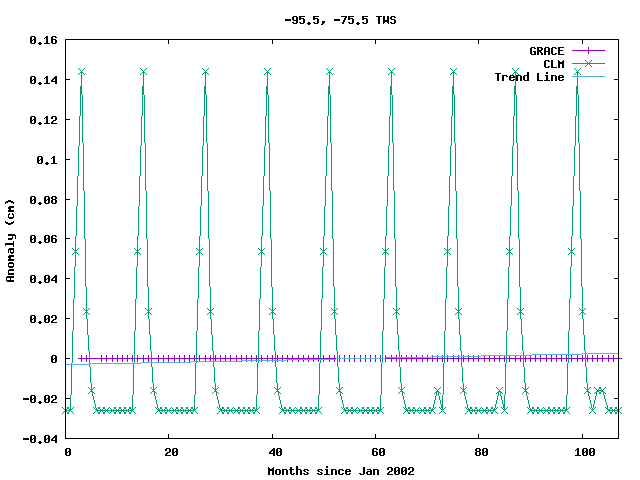 -95.5, -75.5 TWS
GRACE
CLM
Trend Line
0.16
0.14
0.12
0.1
0.08
0.06
0.04
0.02
0
-0.02
-0.04
Anomaly (cm)
0 20 40 60 80 100
Months since Jan 2002